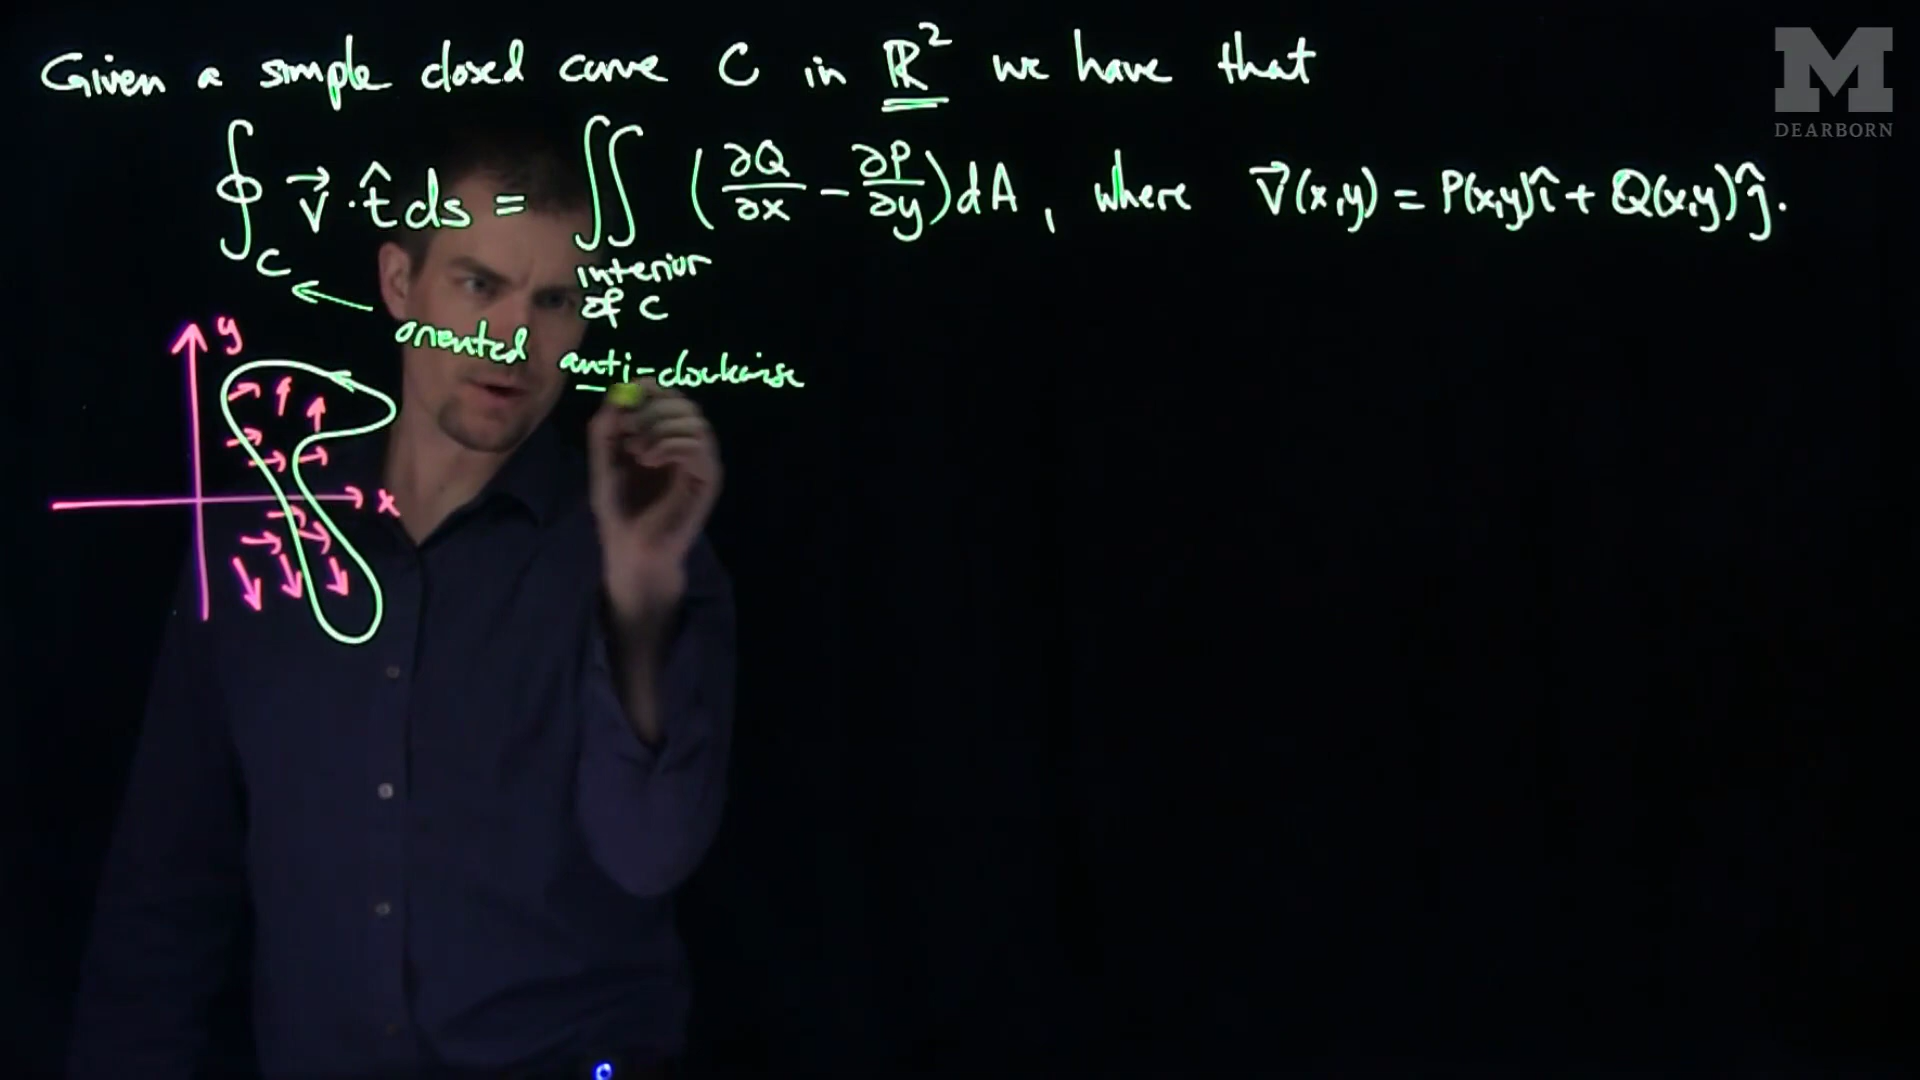 Given a simple closed curve C in ℝ² we have that
∮_C v⃗ · t̂ ds = ∬_{interior of C} (∂Q/∂x − ∂P/∂y) dA, where v⃗(x,y) = P(x,y)î + Q(x,y)ĵ.
oriented anti-clockwise
y
x
M
DEARBORN